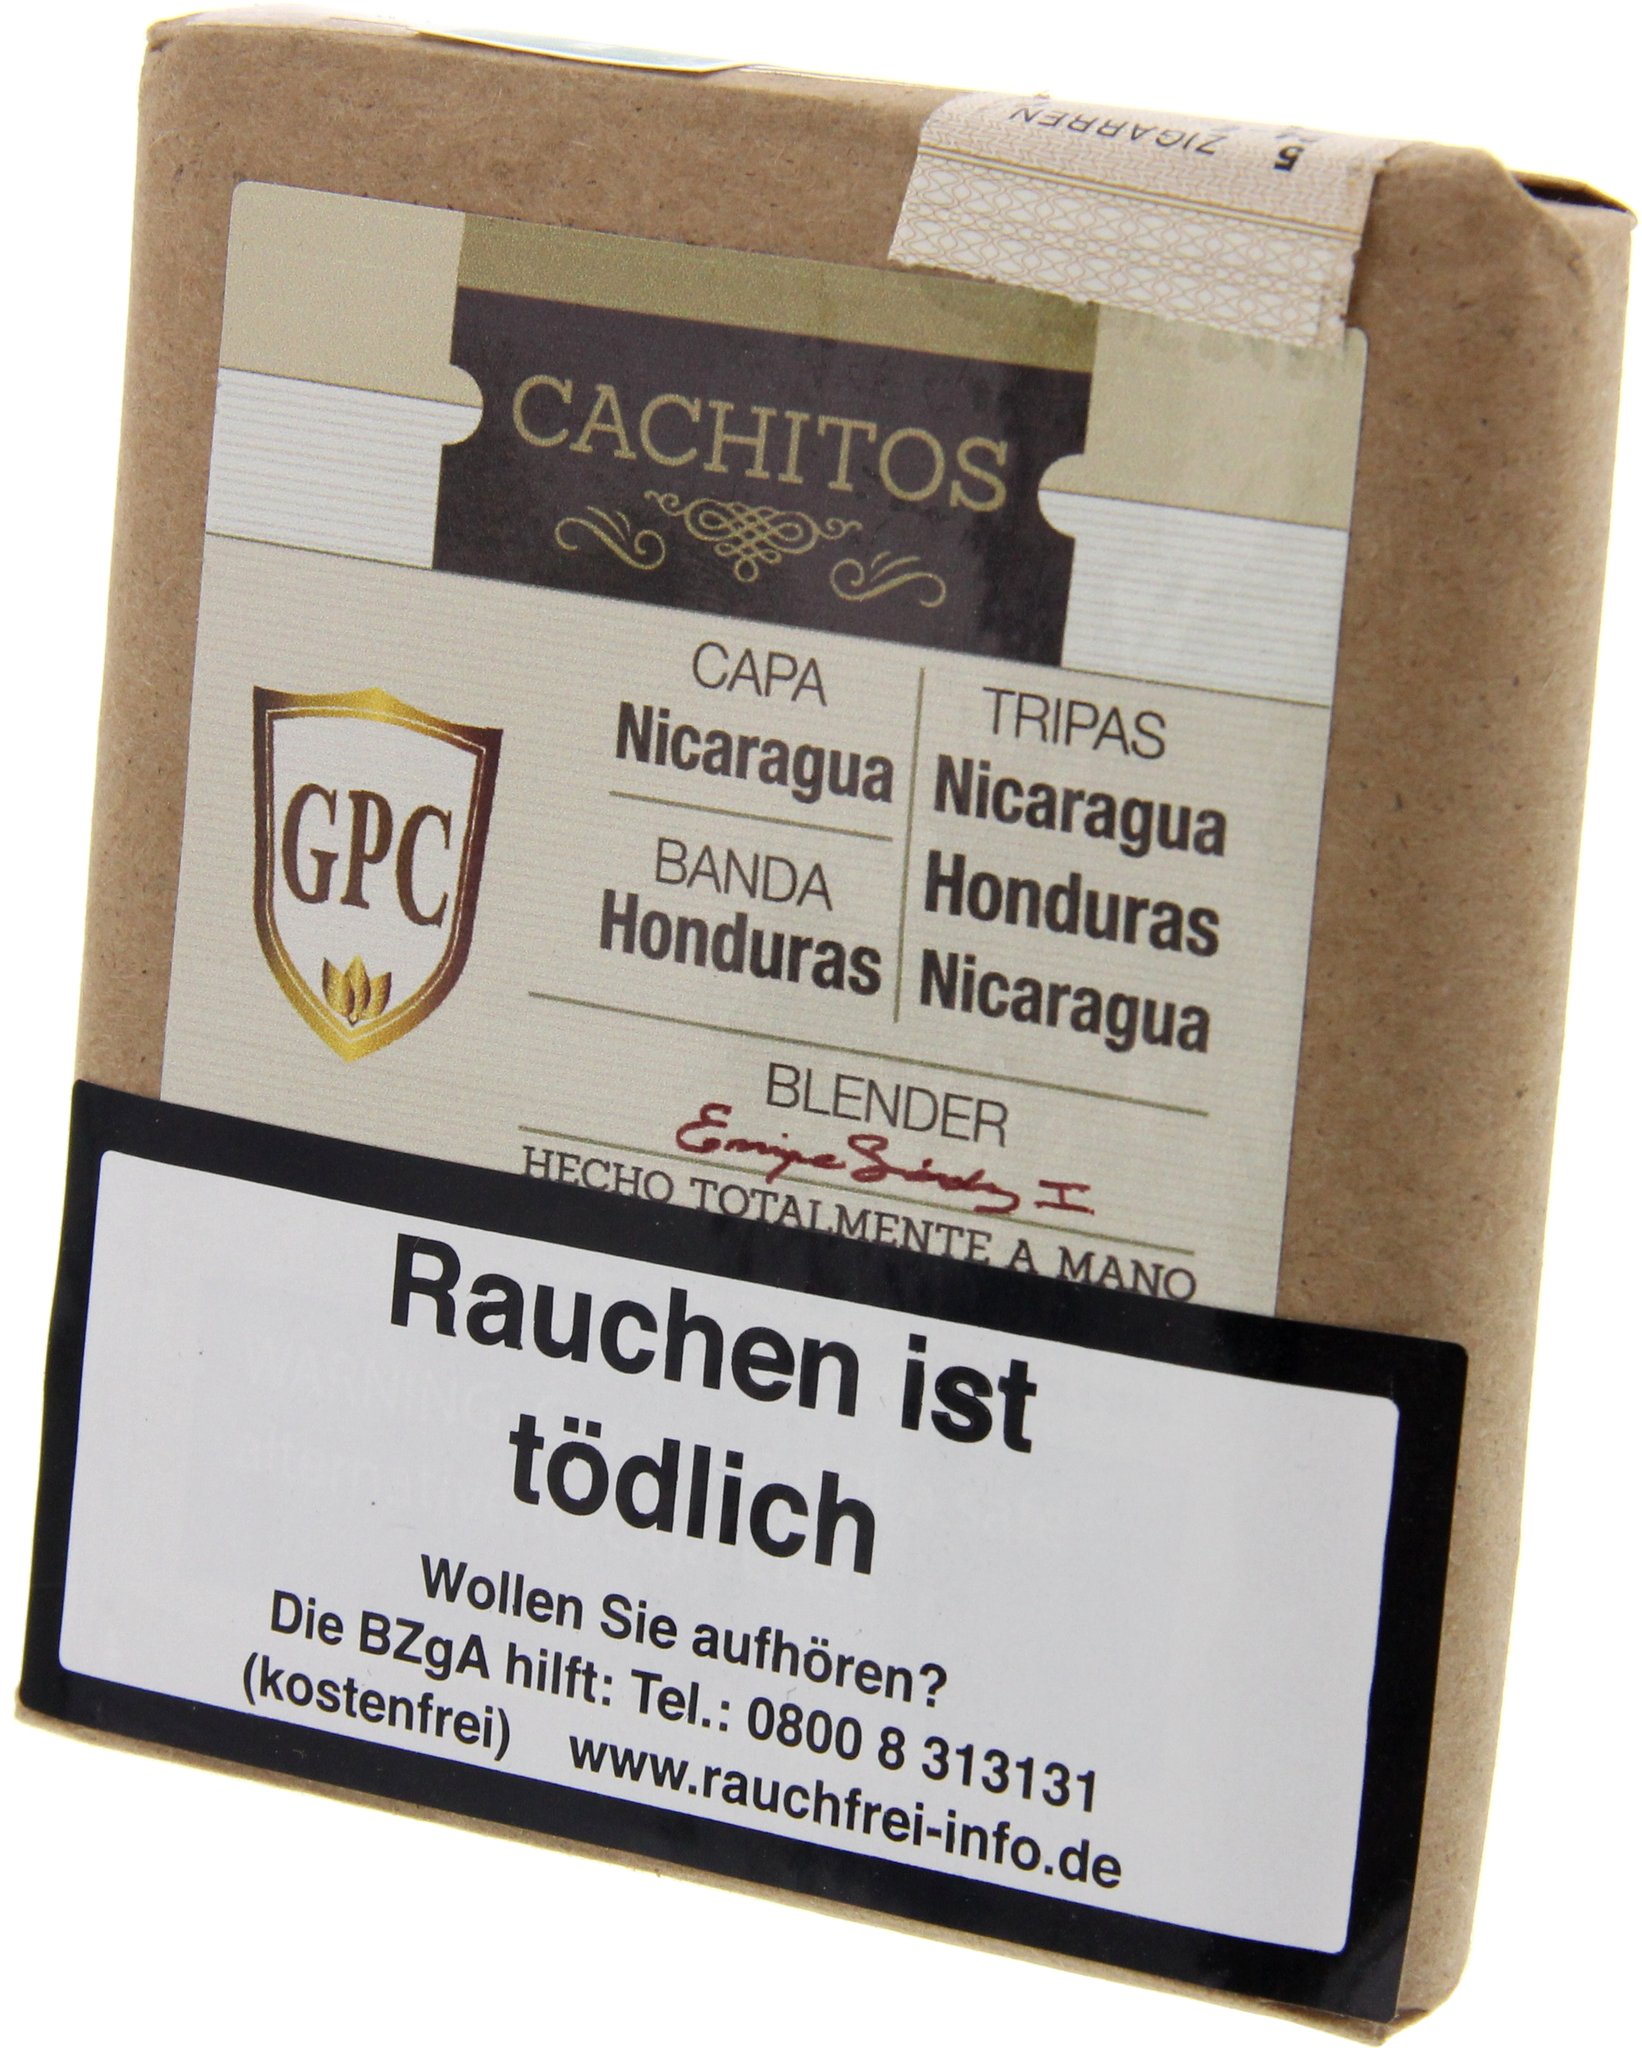 5 ZIGARREN
CACHITOS
GPC
CAPA
Nicaragua
BANDA
Honduras
TRIPAS
Nicaragua
Honduras
Nicaragua
BLENDER
HECHO TOTALMENTE A MANO
Rauchen ist
tödlich
Wollen Sie aufhören?
Die BZgA hilft: Tel.: 0800 8 313131
(kostenfrei) www.rauchfrei-info.de